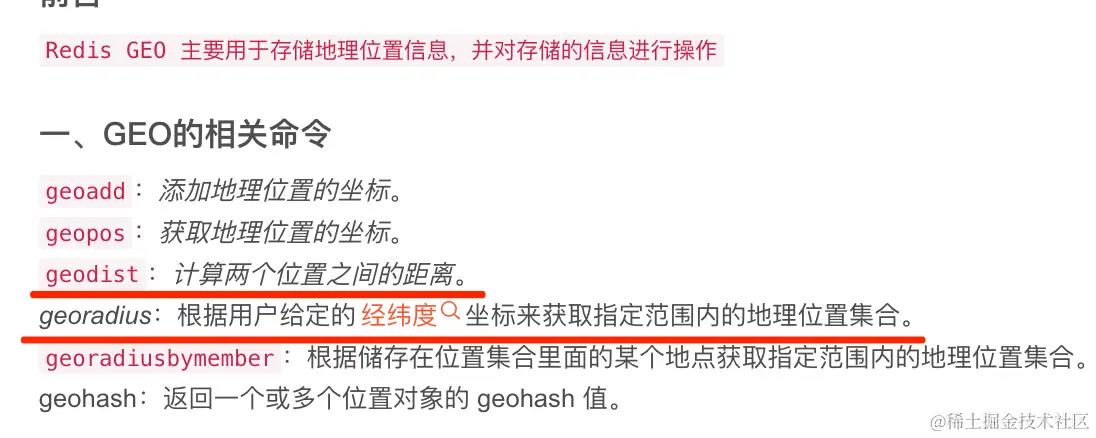 Redis GEO 主要用于存储地理位置信息，并对存储的信息进行操作
一、GEO的相关命令
geoadd：添加地理位置的坐标。
geopos：获取地理位置的坐标。
geodist：计算两个位置之间的距离。
georadius：根据用户给定的经纬度坐标来获取指定范围内的地理位置集合。
georadiusbymember：根据储存在位置集合里面的某个地点获取指定范围内的地理位置集合。
geohash：返回一个或多个位置对象的 geohash 值。
@稀土掘金技术社区